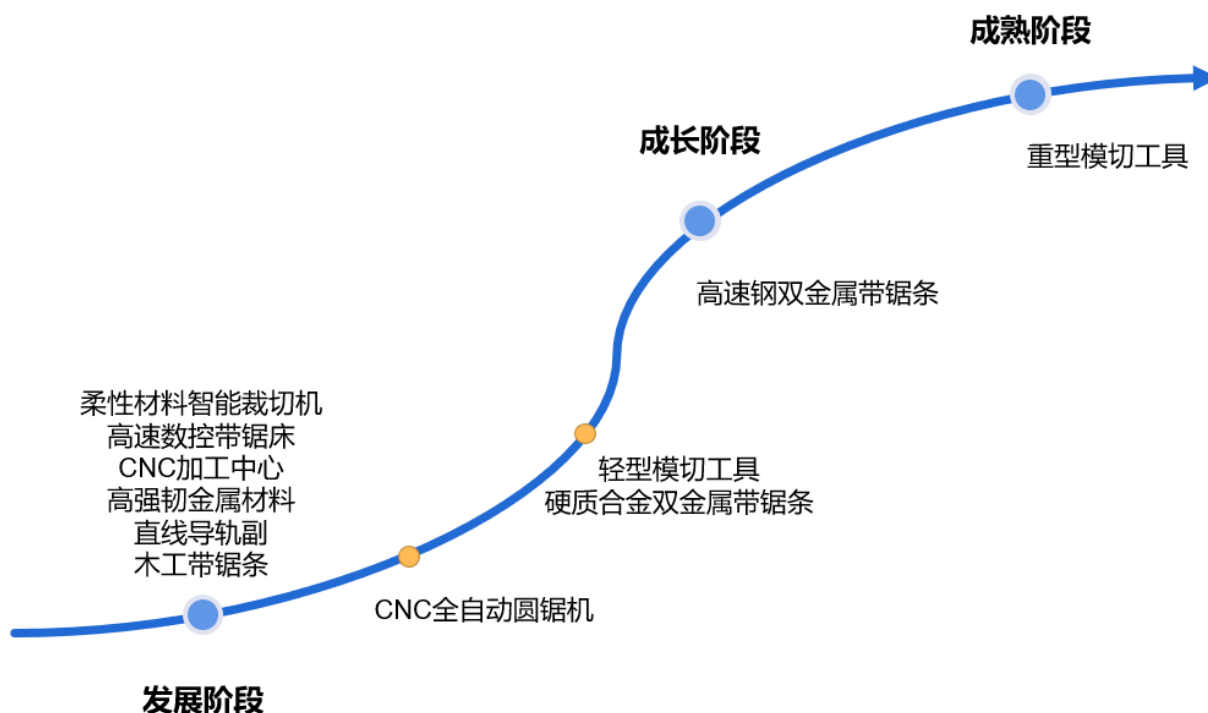 成熟阶段
重型模切工具
成长阶段
高速钢双金属带锯条
柔性材料智能裁切机
高速数控带锯床
CNC加工中心
高强韧金属材料
直线导轨副
木工带锯条
轻型模切工具
硬质合金双金属带锯条
CNC全自动圆锯机
发展阶段